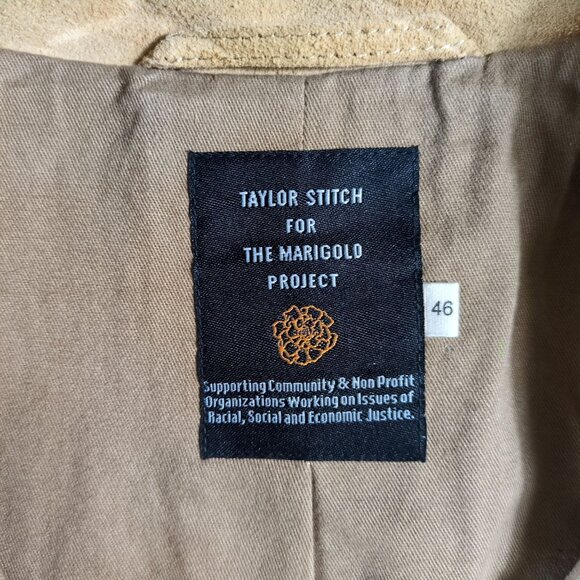 TAYLOR STITCH
FOR
THE MARIGOLD
PROJECT
46
Supporting Community & Non Profit
Organizations Working on Issues of
Racial, Social and Economic Justice.